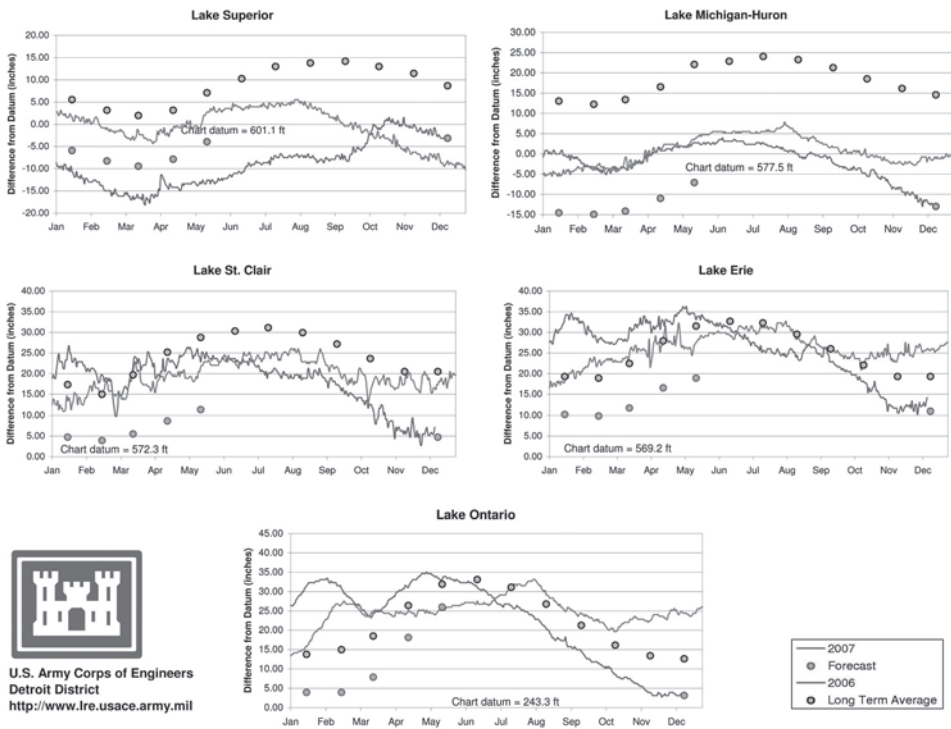 Lake Superior
Difference from Datum (inches)
20.00
15.00
10.00
5.00
0.00
-5.00
-10.00
-15.00
-20.00
Chart datum = 601.1 ft
Jan Feb Mar Apr May Jun Jul Aug Sep Oct Nov Dec
Lake Michigan-Huron
Difference from Datum (inches)
30.00
25.00
20.00
15.00
10.00
5.00
0.00
-5.00
-10.00
-15.00
Chart datum = 577.5 ft
Jan Feb Mar Apr May Jun Jul Aug Sep Oct Nov Dec
Lake St. Clair
Difference from Datum (inches)
40.00
35.00
30.00
25.00
20.00
15.00
10.00
5.00
0.00
Chart datum = 572.3 ft
Jan Feb Mar Apr May Jun Jul Aug Sep Oct Nov Dec
Lake Erie
Difference from Datum (inches)
40.00
35.00
30.00
25.00
20.00
15.00
10.00
5.00
0.00
Chart datum = 569.2 ft
Jan Feb Mar Apr May Jun Jul Aug Sep Oct Nov Dec
Lake Ontario
Difference from Datum (inches)
45.00
40.00
35.00
30.00
25.00
20.00
15.00
10.00
5.00
0.00
Chart datum = 243.3 ft
Jan Feb Mar Apr May Jun Jul Aug Sep Oct Nov Dec
U.S. Army Corps of Engineers
Detroit District
http://www.lre.usace.army.mil
2007
Forecast
2006
Long Term Average